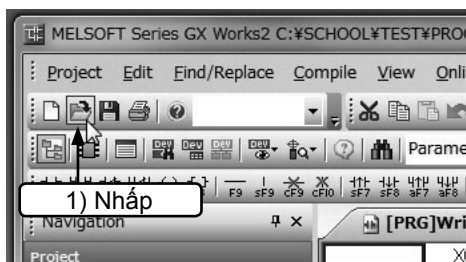 MELSOFT Series GX Works2 C:¥SCHOOL¥TEST¥PRO
Project Edit Find/Replace Compile View Onli
Parame
F9 sF9 cF9 cF10 sF7 sF8 aF7 aF8
1) Nhấp
Navigation
[PRG]Wri
Project